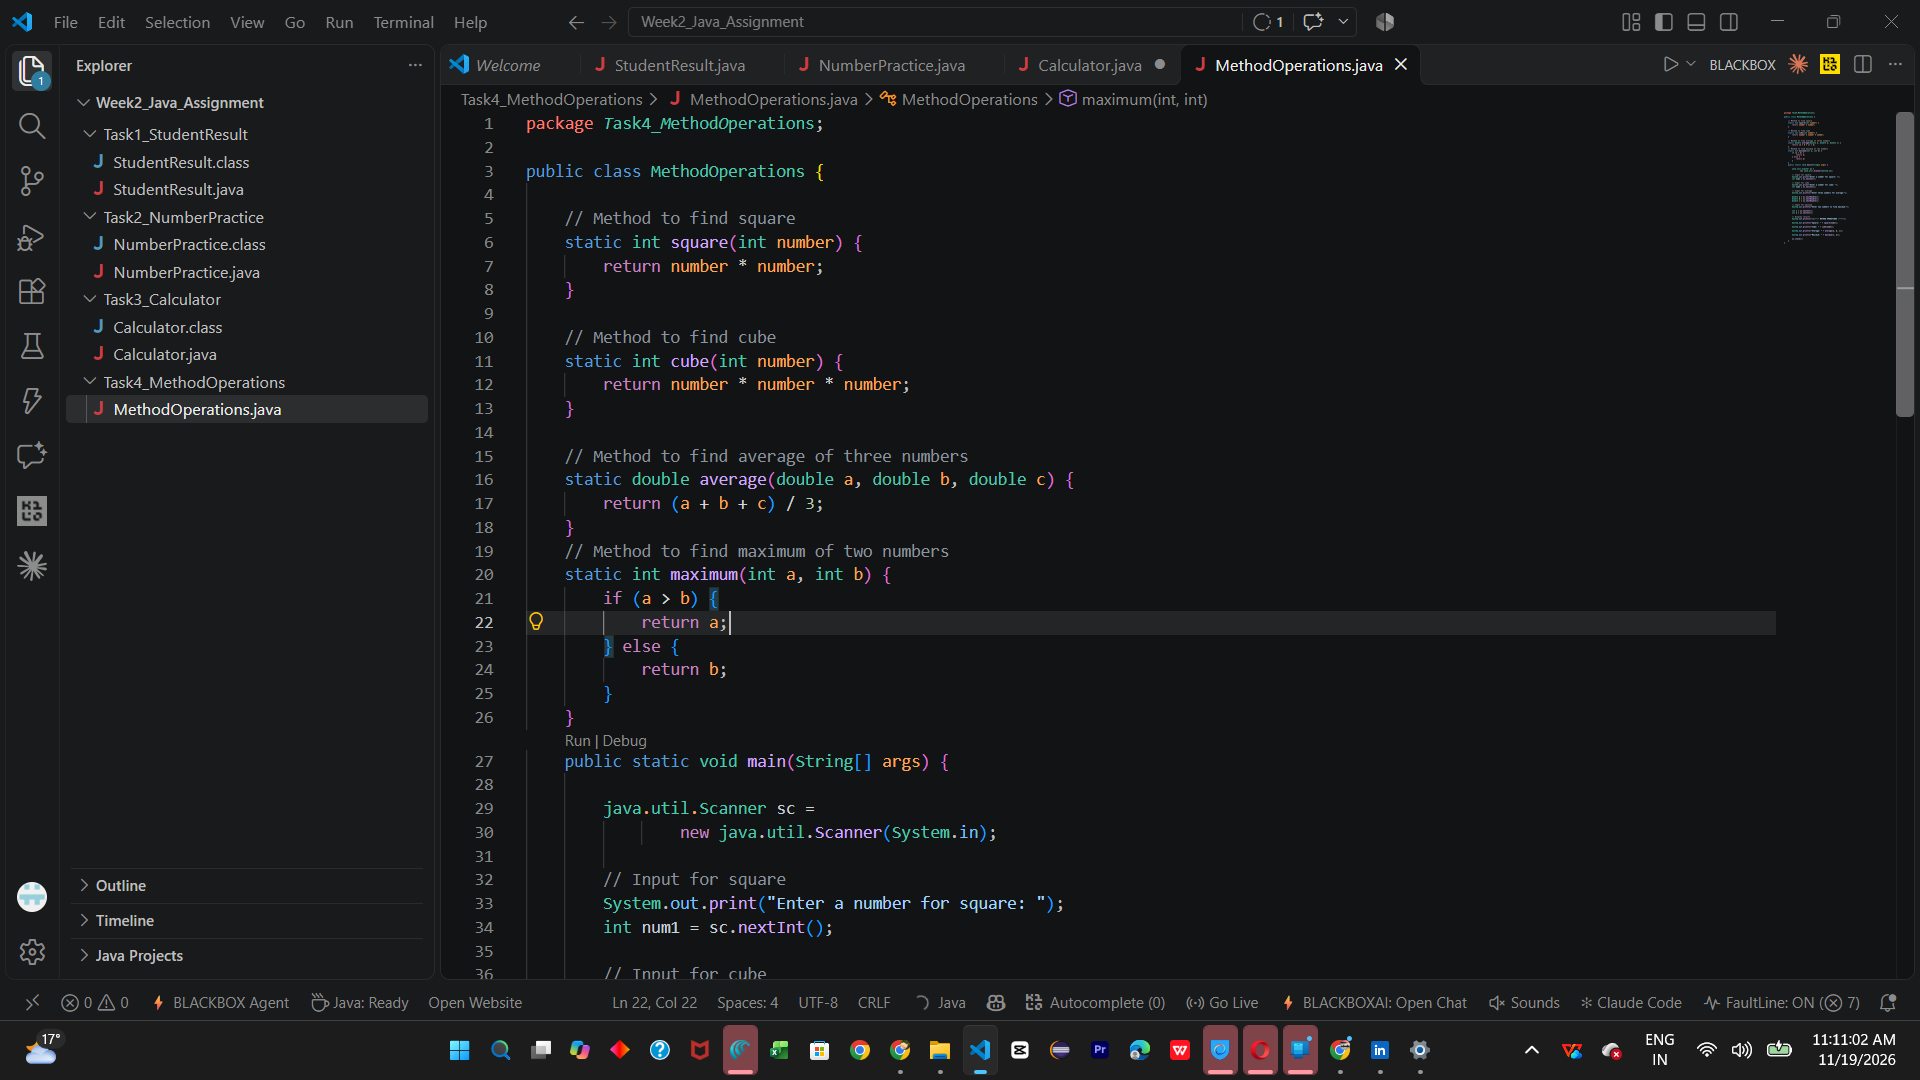 File Edit Selection View Go Run Terminal Help
Week2_Java_Assignment
1
Explorer
1
Week2_Java_Assignment
Task1_StudentResult
StudentResult.class
StudentResult.java
Task2_NumberPractice
NumberPractice.class
NumberPractice.java
Task3_Calculator
Calculator.class
Calculator.java
Task4_MethodOperations
MethodOperations.java
Outline
Timeline
Java Projects
Welcome StudentResult.java NumberPractice.java Calculator.java MethodOperations.java BLACKBOX
Task4_MethodOperations > MethodOperations.java > MethodOperations > maximum(int, int)
1 package Task4_MethodOperations;
2
3 public class MethodOperations {
4
5 // Method to find square
6 static int square(int number) {
7 return number * number;
8 }
9
10 // Method to find cube
11 static int cube(int number) {
12 return number * number * number;
13 }
14
15 // Method to find average of three numbers
16 static double average(double a, double b, double c) {
17 return (a + b + c) / 3;
18 }
19 // Method to find maximum of two numbers
20 static int maximum(int a, int b) {
21 if (a > b) {
22 return a;
23 } else {
24 return b;
25 }
26 }
Run | Debug
27 public static void main(String[] args) {
28
29 java.util.Scanner sc =
30 new java.util.Scanner(System.in);
31
32 // Input for square
33 System.out.print("Enter a number for square: ");
34 int num1 = sc.nextInt();
35
36 // Input for cube
0 0 BLACKBOX Agent Java: Ready Open Website Ln 22, Col 22 Spaces: 4 UTF-8 CRLF Java Autocomplete (0) Go Live BLACKBOXAI: Open Chat Sounds Claude Code FaultLine: ON ( 7)
17°
ENG
IN
11:11:02 AM
11/19/2026